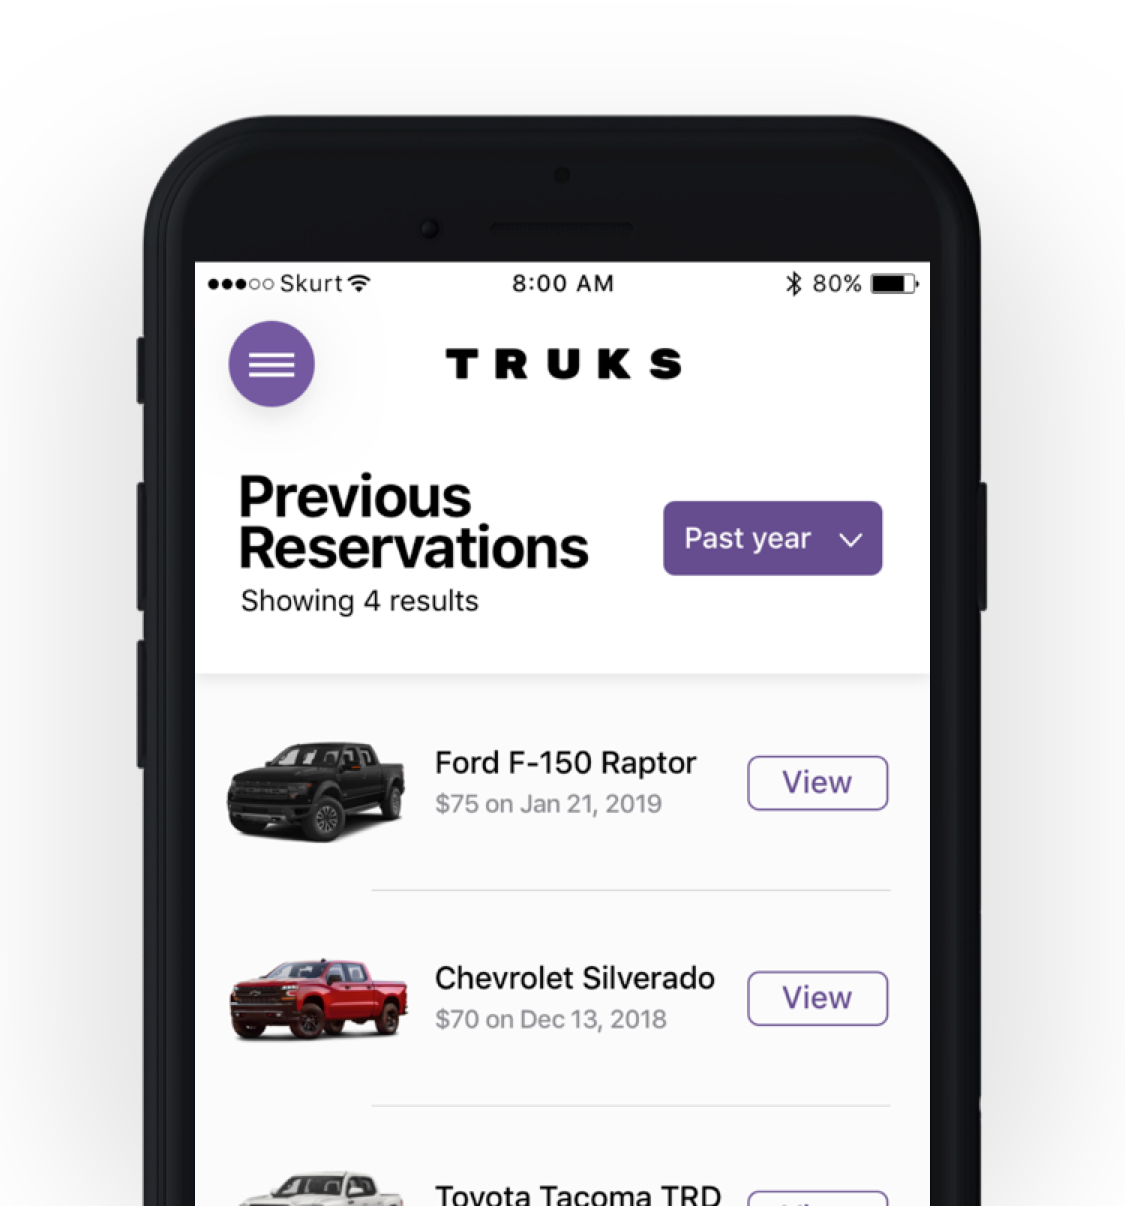 Skurt 8:00 AM 80%
TRUKS
Previous
Reservations
Past year
Showing 4 results
Ford F-150 Raptor
$75 on Jan 21, 2019
View
Chevrolet Silverado
$70 on Dec 13, 2018
View
Toyota Tacoma TRD